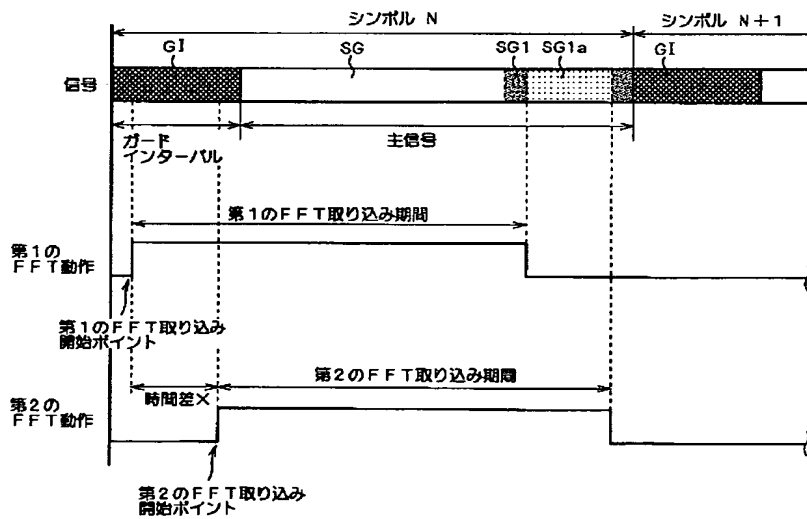 シンボル N
シンボル N+1
GI
SG
SG1
SG1a
GI
信号
ガード
インターバル
主信号
第1のFFT取り込み期間
第1の
FFT動作
第1のFFT取り込み
開始ポイント
第2のFFT取り込み期間
時間差X
第2の
FFT動作
第2のFFT取り込み
開始ポイント